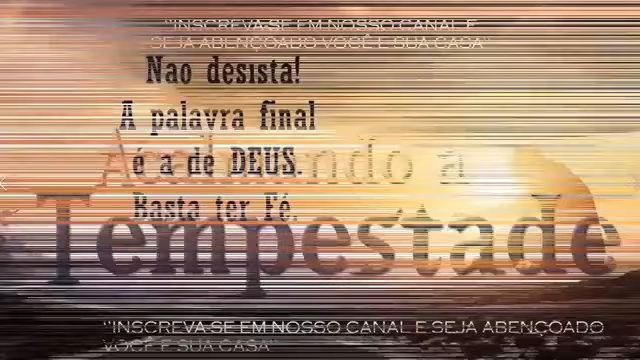 "INSCREVA-SE EM NOSSO CANAL E
SEJA ABENÇOADO VOCÊ E SUA CASA"
Nao desista!
A palavra final
é a de DEUS.
Basta ter Fé.
Acalmando a
Tempestade
"INSCREVA-SE EM NOSSO CANAL E SEJA ABENÇOADO
VOCÊ E SUA CASA"